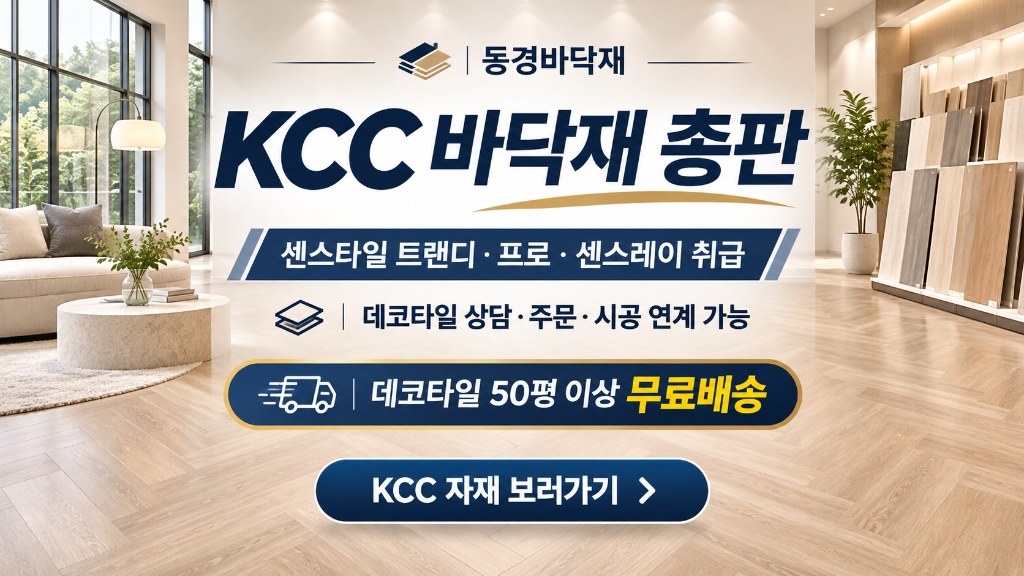 동경바닥재
KCC 바닥재 총판
센스타일 트랜디 · 프로 · 센스레이 취급
데코타일 상담 · 주문 · 시공 연계 가능
데코타일 50평 이상 무료배송
KCC 자재 보러가기